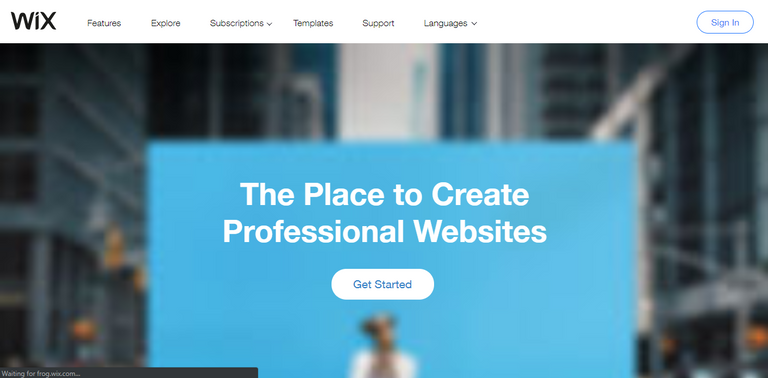 WiX
Features
Explore
Subscriptions
Templates
Support
Languages
Sign In
The Place to Create
Professional Websites
Get Started
Waiting for frog.wix.com...